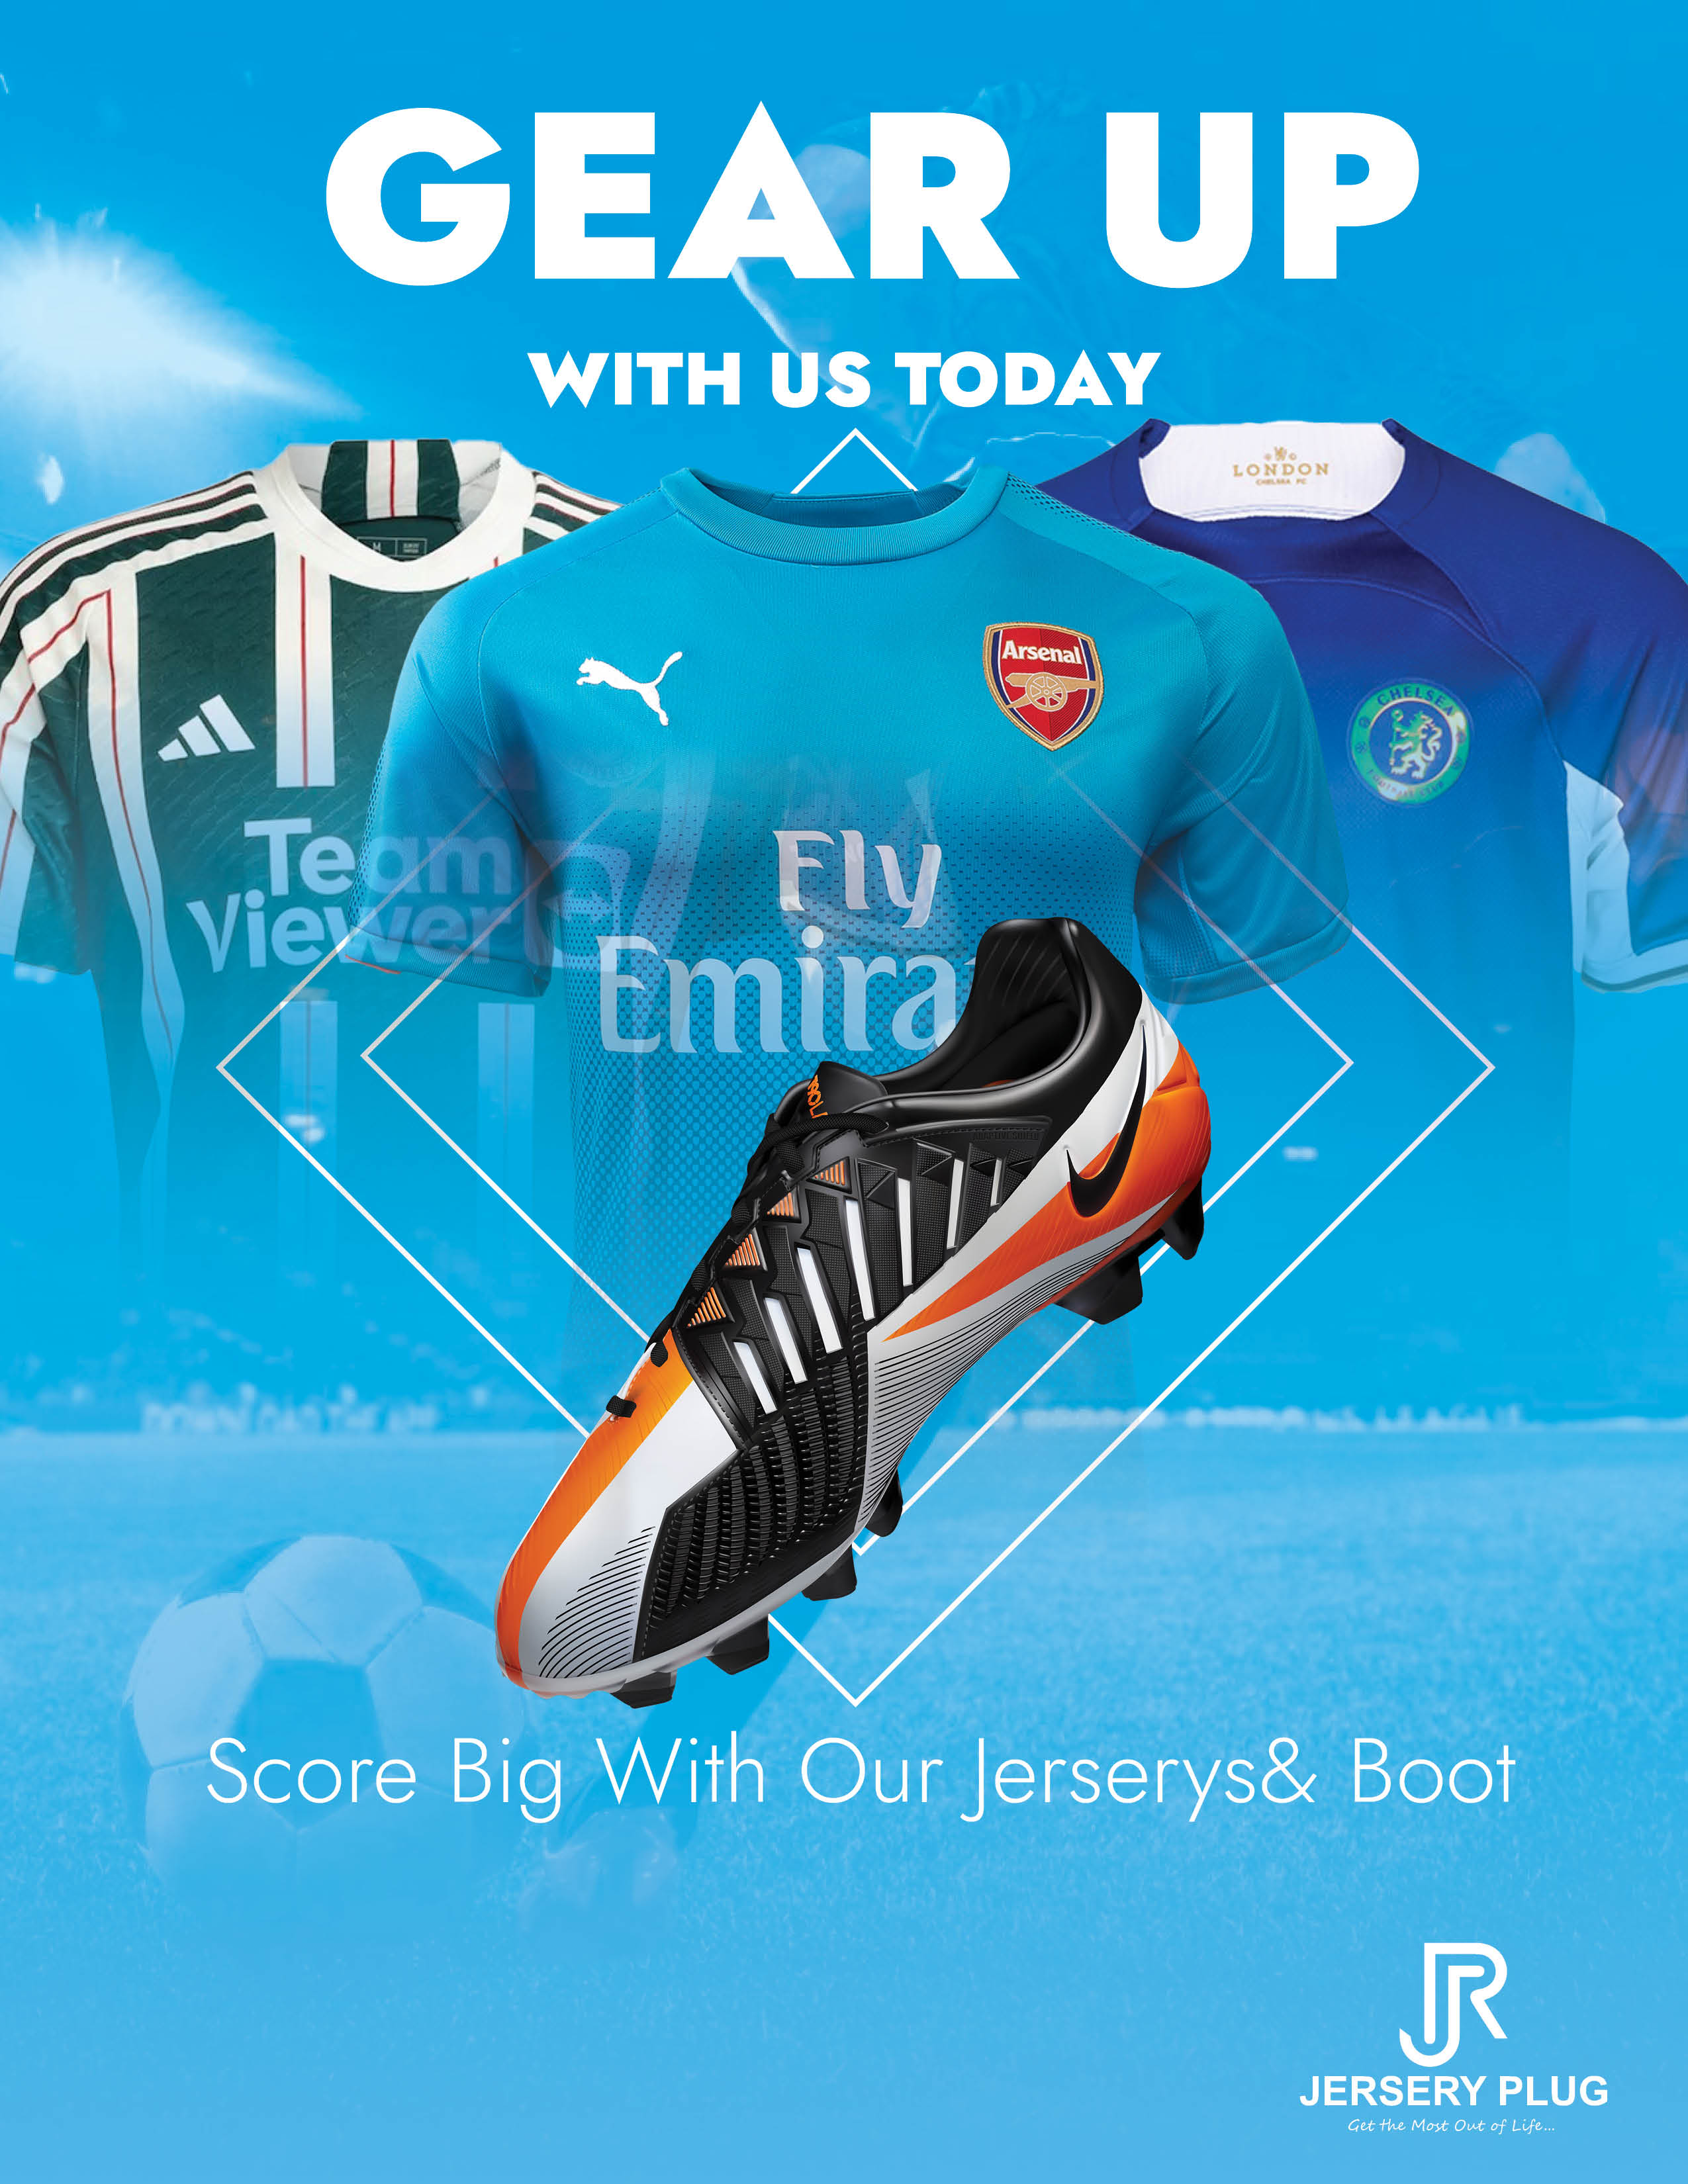 GEAR UP
WITH US TODAY
LONDON
CHELSEA FC
M
Arsenal
CHELSEA
Team
Viewer
Fly
Emira
Score Big With Our Jerserys& Boot
JR
JERSERY PLUG
Get the Most Out of Life...